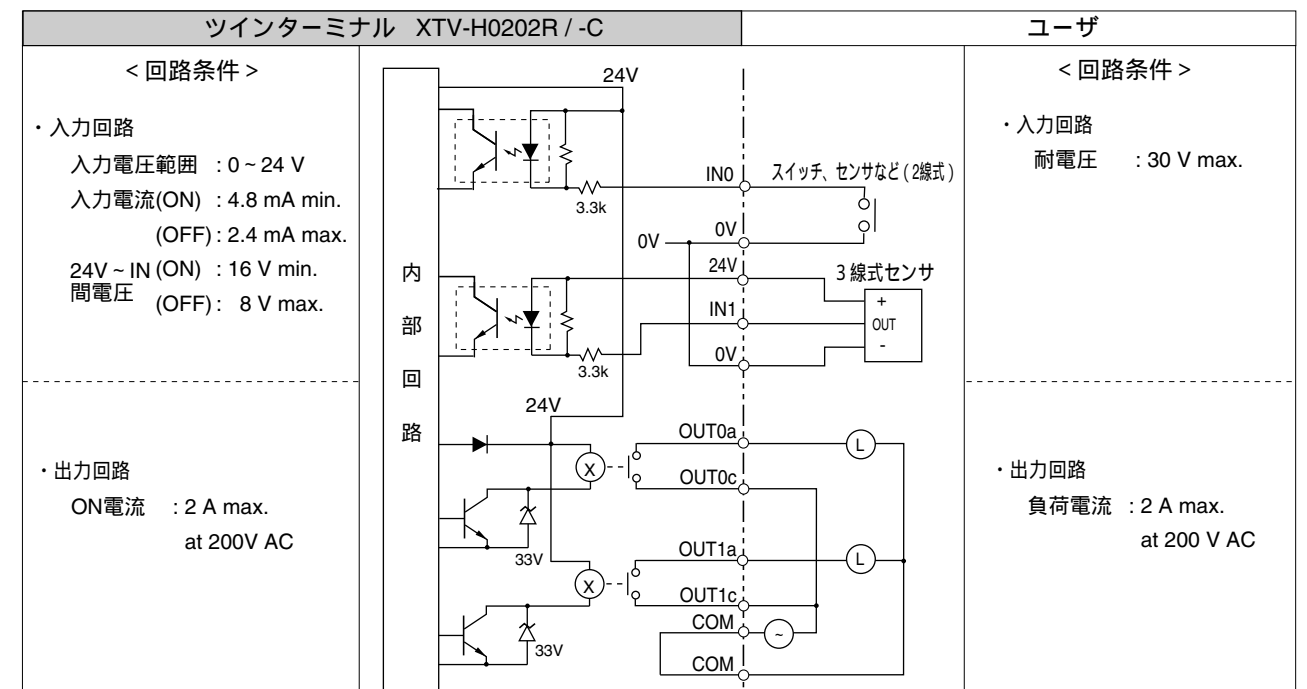 ツインターミナル XTV-H0202R / -C
ユーザ
< 回路条件 >
・入力回路
入力電圧範囲 : 0 ~ 24 V
入力電流(ON) : 4.8 mA min.
(OFF) : 2.4 mA max.
24V ~ IN (ON) : 16 V min.
間電圧 (OFF) : 8 V max.
・出力回路
ON電流 : 2 A max.
at 200V AC
内部回路
24V
3.3k
IN0
スイッチ、センサなど ( 2線式 )
0V
0V
24V
3 線式センサ
IN1
+
OUT
-
0V
3.3k
24V
X
OUT0a
L
OUT0c
33V
X
OUT1a
L
OUT1c
COM
~
33V
COM
< 回路条件 >
・入力回路
耐電圧 : 30 V max.
・出力回路
負荷電流 : 2 A max.
at 200 V AC